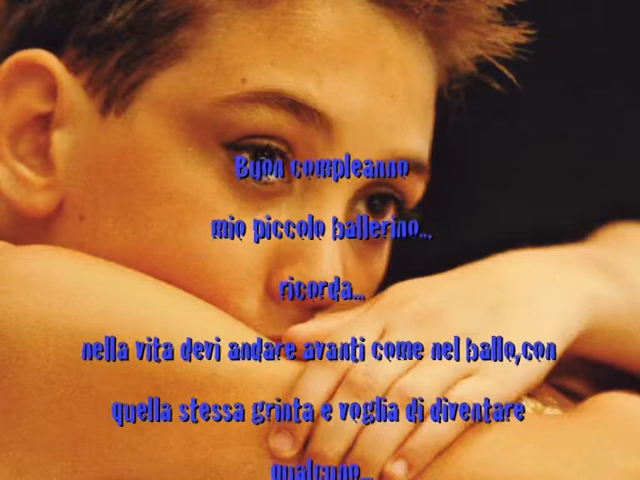 Buon compleanno
mio piccolo ballerino...
ricorda...
nella vita devi andare avanti come nel ballo,con
quella stessa grinta e voglia di diventare
qualcuno...